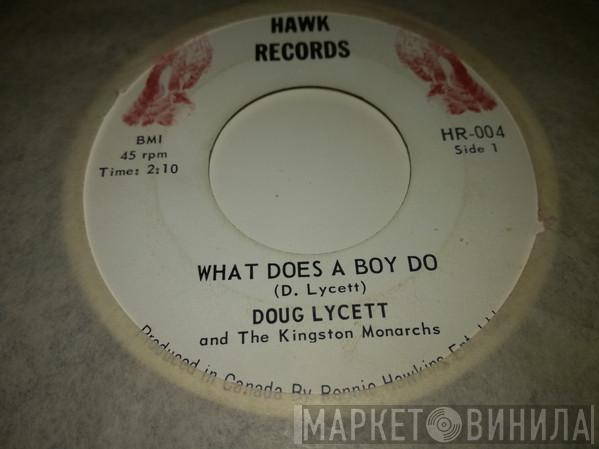 HAWK
RECORDS
BMI
45 rpm
Time: 2:10
HR-004
Side 1
WHAT DOES A BOY DO
(D. Lycett)
DOUG LYCETT
and The Kingston Monarchs
Produced in Canada By Ronnie Hawkins
МАРКЕТ ВИНИЛА